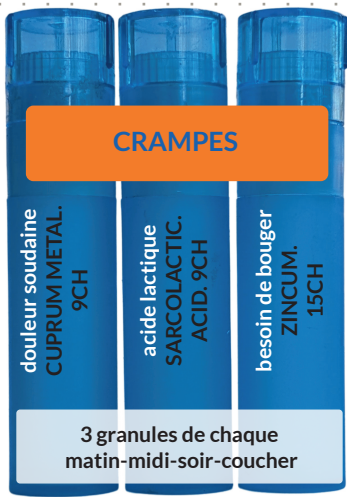 CRAMPES
douleur soudaine
CUPRUM METAL.
9CH
acide lactique
SARCOLACTIC.
ACID. 9CH
besoin de bouger
ZINCUM.
15CH
3 granules de chaque
matin-midi-soir-coucher